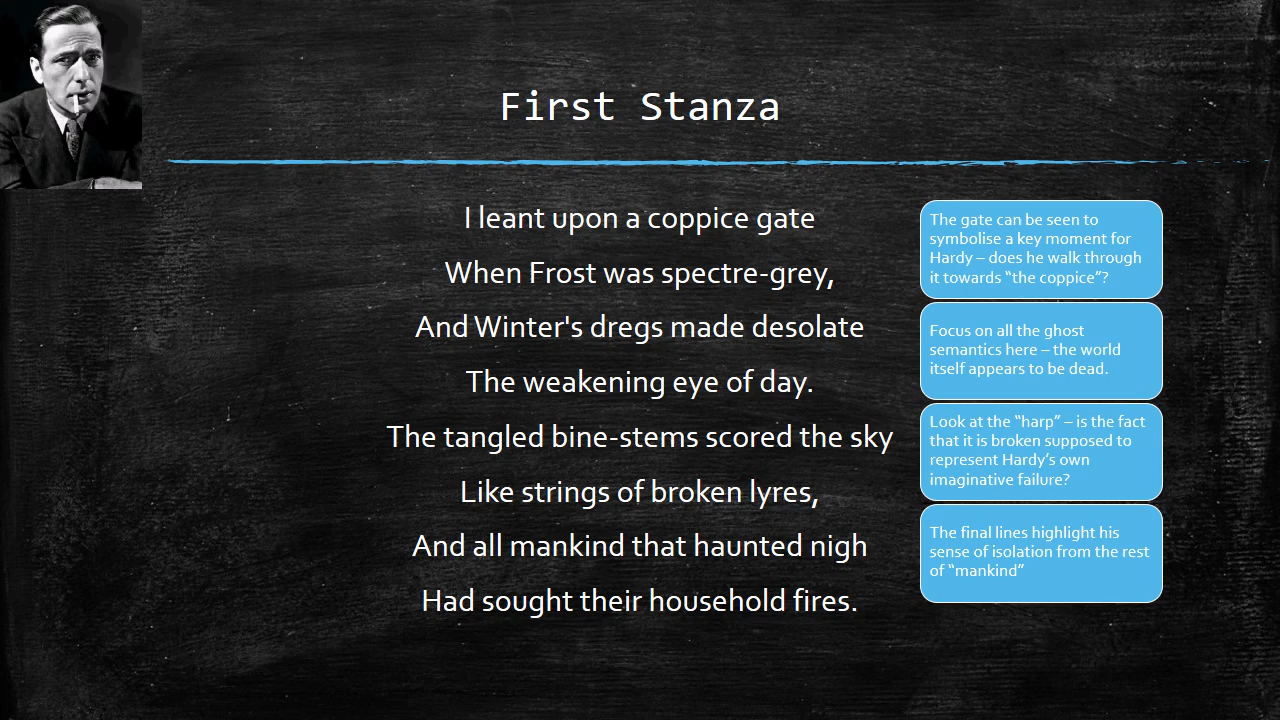 First Stanza
I leant upon a coppice gate
When Frost was spectre-grey,
And Winter's dregs made desolate
The weakening eye of day.
The tangled bine-stems scored the sky
Like strings of broken lyres,
And all mankind that haunted nigh
Had sought their household fires.
The gate can be seen to
symbolise a key moment for
Hardy – does he walk through
it towards “the coppice”?
Focus on all the ghost
semantics here – the world
itself appears to be dead.
Look at the “harp” – is the fact
that it is broken supposed to
represent Hardy’s own
imaginative failure?
The final lines highlight his
sense of isolation from the rest
of “mankind”